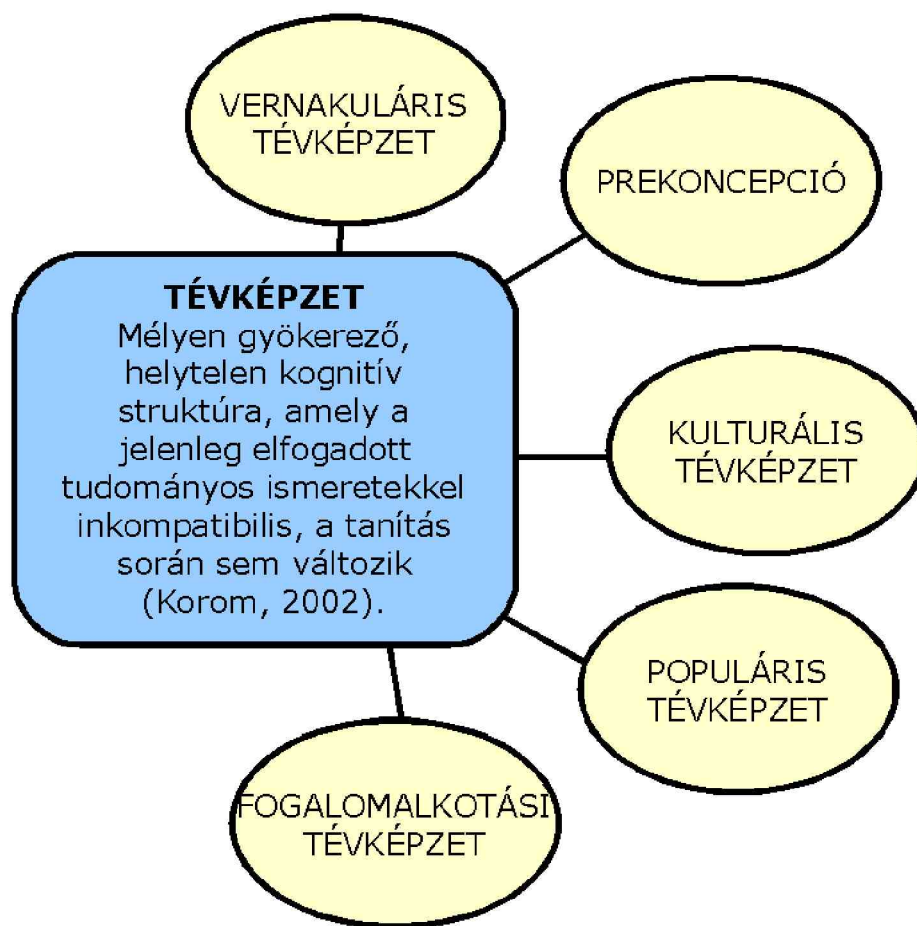 VERNAKULÁRIS
TÉVKÉPZET
PREKONCEPCIÓ
TÉVKÉPZET
Mélyen gyökerező,
helytelen kognitív
struktúra, amely a
jelenleg elfogadott
tudományos ismeretekkel
inkompatibilis, a tanítás
során sem változik
(Korom, 2002).
KULTURÁLIS
TÉVKÉPZET
POPULÁRIS
TÉVKÉPZET
FOGALOMALKOTÁSI
TÉVKÉPZET